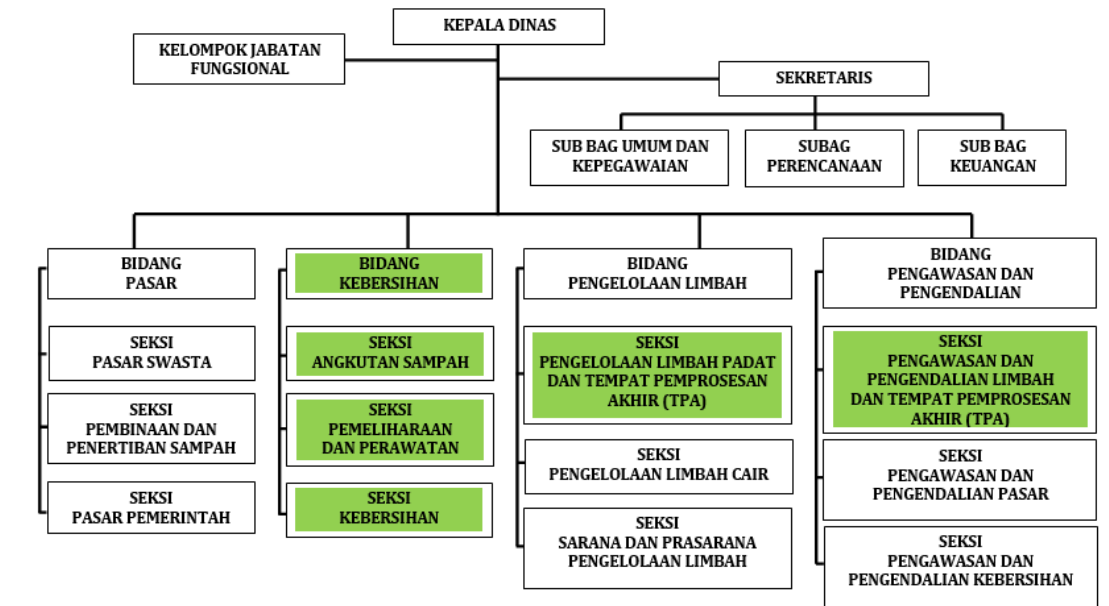 KEPALA DINAS
KELOMPOK JABATAN
FUNGSIONAL
SEKRETARIS
SUB BAG UMUM DAN
KEPEGAWAIAN
SUBAG
PERENCANAAN
SUB BAG
KEUANGAN
BIDANG
PASAR
SEKSI
PASAR SWASTA
SEKSI
PEMBINAAN DAN
PENERTIBAN SAMPAH
SEKSI
PASAR PEMERINTAH
BIDANG
KEBERSIHAN
SEKSI
ANGKUTAN SAMPAH
SEKSI
PEMELIHARAAN
DAN PERAWATAN
SEKSI
KEBERSIHAN
BIDANG
PENGELOLAAN LIMBAH
SEKSI
PENGELOLAAN LIMBAH PADAT
DAN TEMPAT PEMPROSESAN
AKHIR (TPA)
SEKSI
PENGELOLAAN LIMBAH CAIR
SEKSI
SARANA DAN PRASARANA
PENGELOLAAN LIMBAH
BIDANG
PENGAWASAN DAN
PENGENDALIAN
SEKSI
PENGAWASAN DAN
PENGENDALIAN LIMBAH
DAN TEMPAT PEMPROSESAN
AKHIR (TPA)
SEKSI
PENGAWASAN DAN
PENGENDALIAN PASAR
SEKSI
PENGAWASAN DAN
PENGENDALIAN KEBERSIHAN